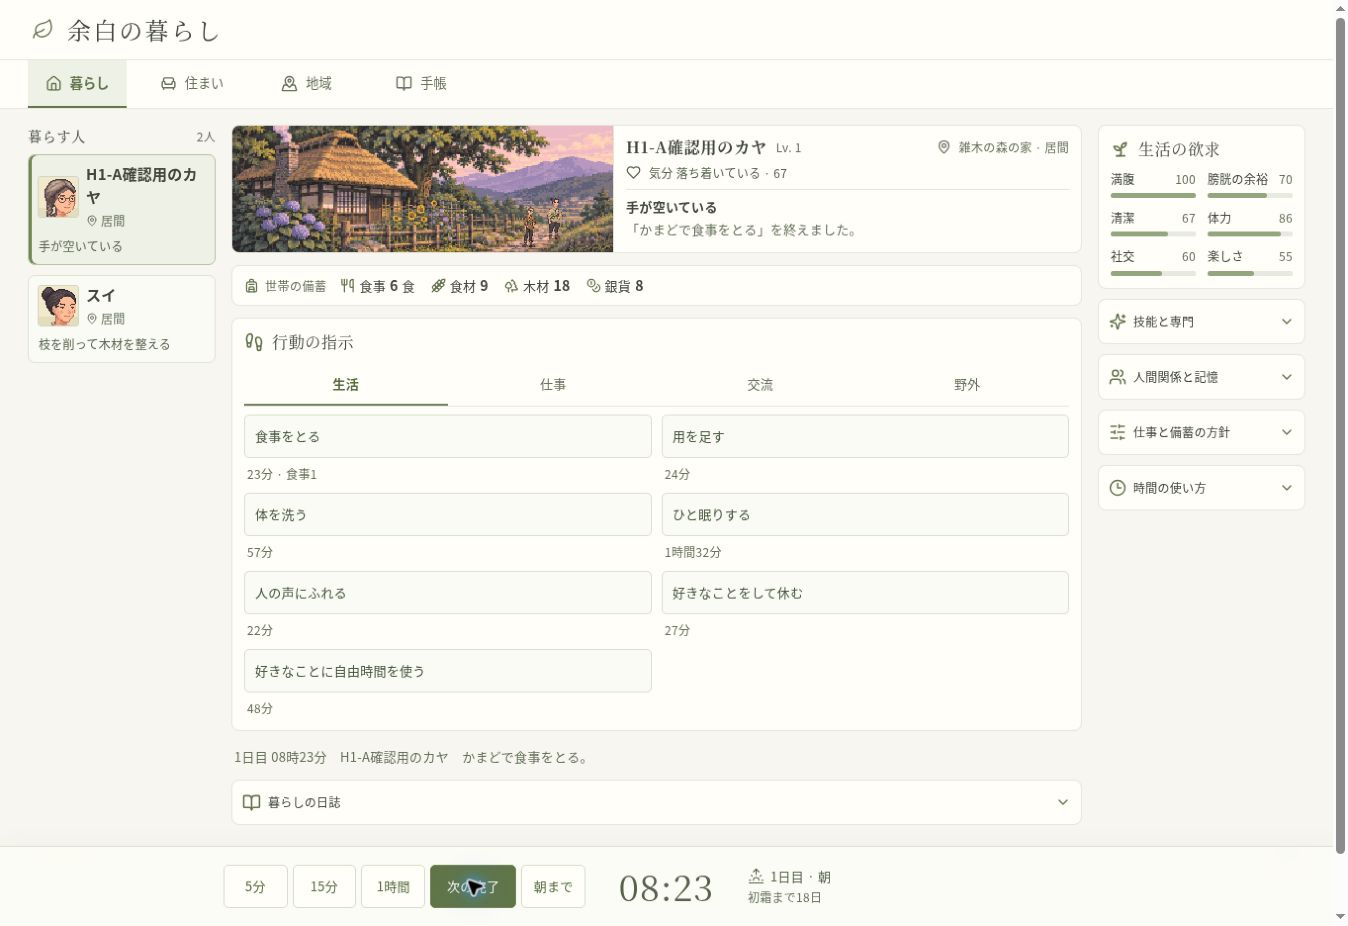 余白の暮らし
暮らし
住まい
地域
手帳
暮らす人
2人
H1-A確認用のカ
ヤ
居間
手が空いている
スイ
居間
枝を削って木材を整える
H1-A確認用のカヤ Lv. 1
雑木の森の家 · 居間
気分 落ち着いている · 67
手が空いている
「かまどで食事をとる」を終えました。
世帯の備蓄 食事 6 食 食材 9 木材 18 銀貨 8
行動の指示
生活 仕事 交流 野外
食事をとる
23分 · 食事1
用を足す
24分
体を洗う
57分
ひと眠りする
1時間32分
人の声にふれる
22分
好きなことをして休む
27分
好きなことに自由時間を使う
48分
1日目 08時23分 H1-A確認用のカヤ かまどで食事をとる。
暮らしの日誌
生活の欲求
満腹 100 膀胱の余裕 70
清潔 67 体力 86
社交 60 楽しさ 55
技能と専門
人間関係と記憶
仕事と備蓄の方針
時間の使い方
5分 15分 1時間 次の完了 朝まで
08:23
1日目 · 朝
初霜まで18日